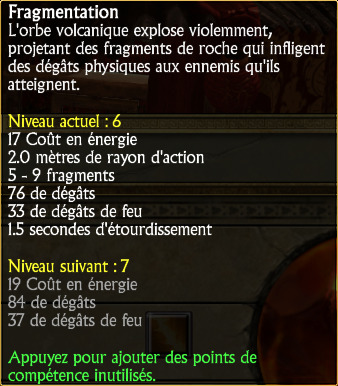 Fragmentation
L'orbe volcanique explose violemment,
projetant des fragments de roche qui infligent
des dégâts physiques aux ennemis qu'ils
atteignent.
Niveau actuel : 6
17 Coût en énergie
2.0 mètres de rayon d'action
5 - 9 fragments
76 de dégâts
33 de dégâts de feu
1.5 secondes d'étourdissement
Niveau suivant : 7
19 Coût en énergie
84 de dégâts
37 de dégâts de feu
Appuyez pour ajouter des points de
compétence inutilisés.